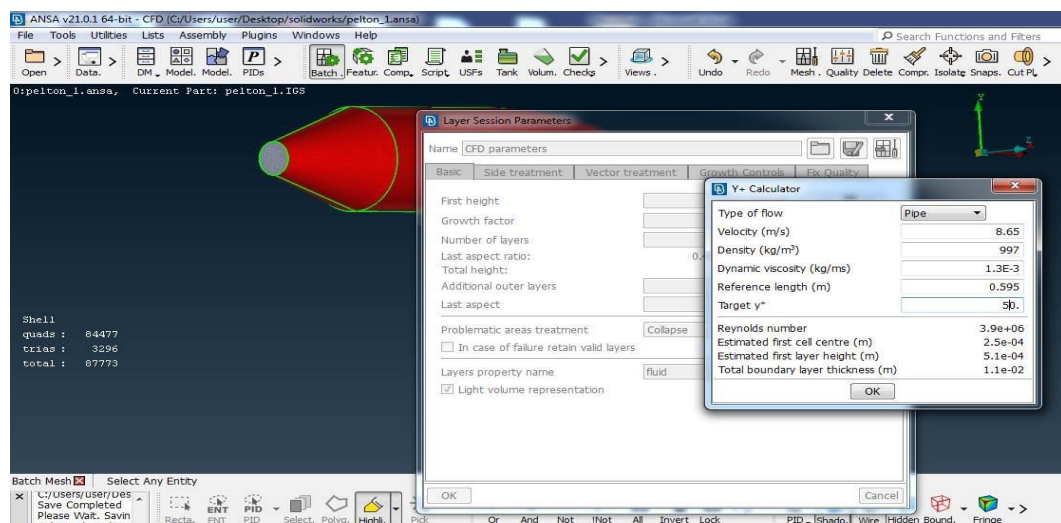 ANSA v21.0.1 64-bit - CFD (C:/Users/user/Desktop/solidworks/pelton_1.ansa)
File Tools Utilities Lists Assembly Plugins Windows Help
Search Functions and Filters
Open Data. DM Model. Model. PIDs Batch. Featur. Comp. Script USFs Tank Volum. Checks Views. Undo Redo Mesh. Quality Delete Compr. Isolate Snaps. Cut Pl.
0:pelton_1.ansa, Current Part: pelton_1.IGS
Y
Z
Layer Session Parameters
Name CFD parameters
Basic Side treatment Vector treatment Growth Controls Fix Quality
First height
Growth factor
Number of layers
Last aspect ratio: 0.
Total height:
Additional outer layers
Last aspect
Problematic areas treatment Collapse
In case of failure retain valid layers
Layers property name fluid
Light volume representation
OK Cancel
Y+ Calculator
Type of flow Pipe
Velocity (m/s) 8.65
Density (kg/m³) 997
Dynamic viscosity (kg/ms) 1.3E-3
Reference length (m) 0.595
Target y⁺ 50.
Reynolds number 3.9e+06
Estimated first cell centre (m) 2.5e-04
Estimated first layer height (m) 5.1e-04
Total boundary layer thickness (m) 1.1e-02
OK
Shell
quads : 84477
trias : 3296
total : 87773
Batch Mesh Select Any Entity
C:/Users/user/Des
Save Completed
Please Wait. Savin
ENT PID
Recta. ENT PID Select. Polyg. Highli. Pick Or And Not !Not All Invert Lock PID Shado. Wire Hidden Bound. Fringe